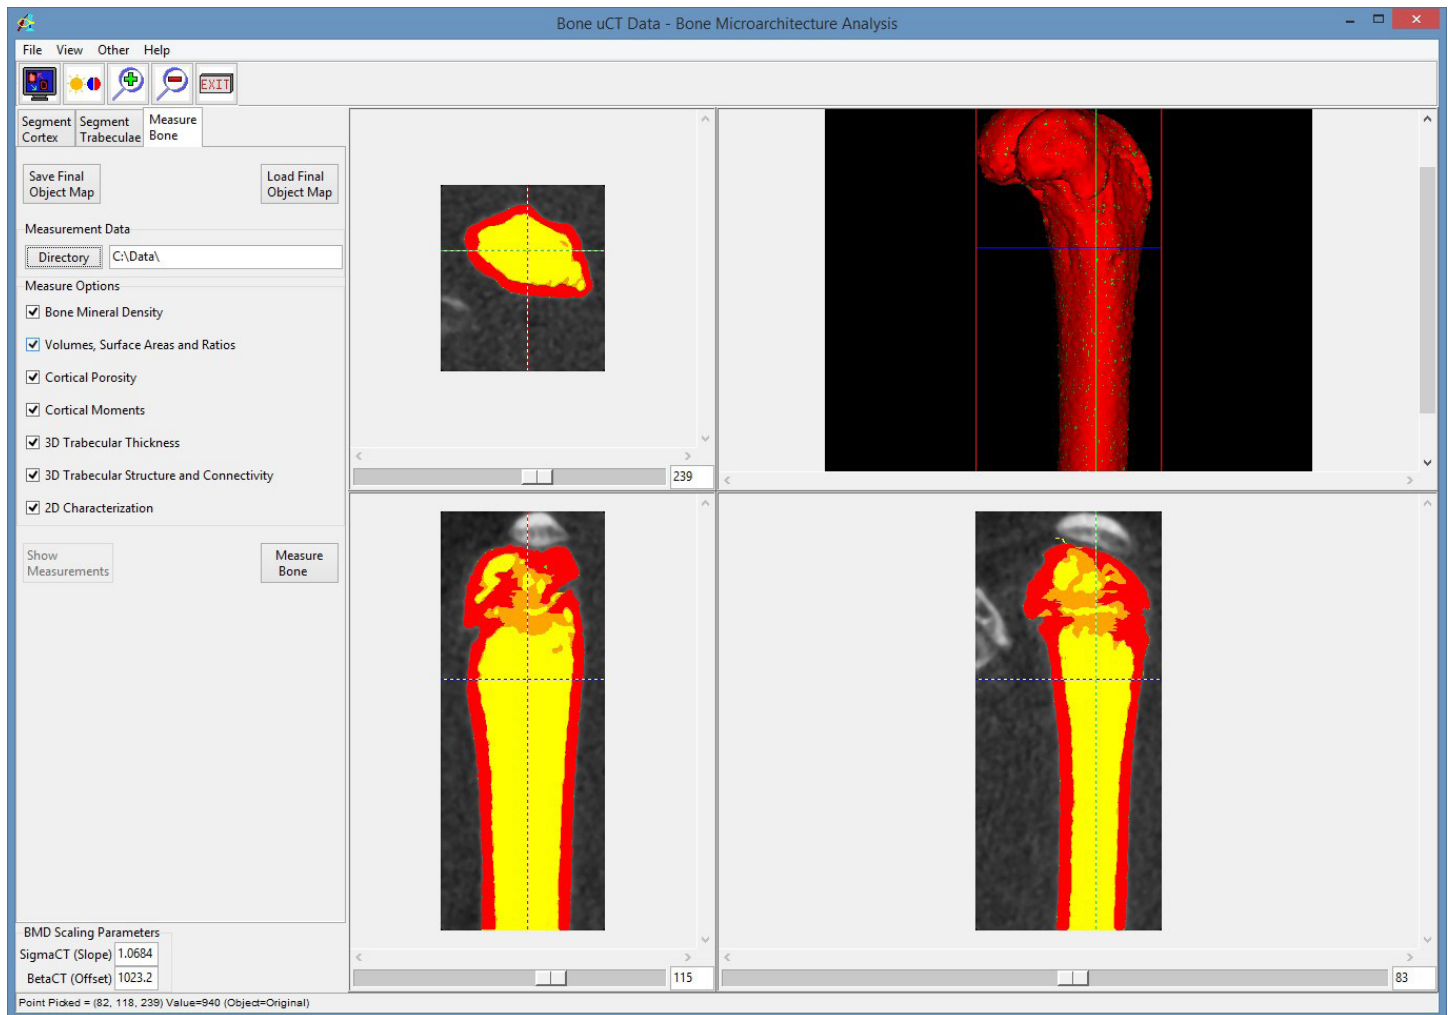 Bone uCT Data - Bone Microarchitecture Analysis
File View Other Help
EXIT
Segment Cortex
Segment Trabeculae
Measure Bone
Save Final
Object Map
Load Final
Object Map
Measurement Data
Directory C:\Data\
Measure Options
Bone Mineral Density
Volumes, Surface Areas and Ratios
Cortical Porosity
Cortical Moments
3D Trabecular Thickness
3D Trabecular Structure and Connectivity
2D Characterization
Show
Measurements
Measure
Bone
239
115
83
BMD Scaling Parameters
SigmaCT (Slope) 1.0684
BetaCT (Offset) 1023.2
Point Picked = (82, 118, 239) Value=940 (Object=Original)